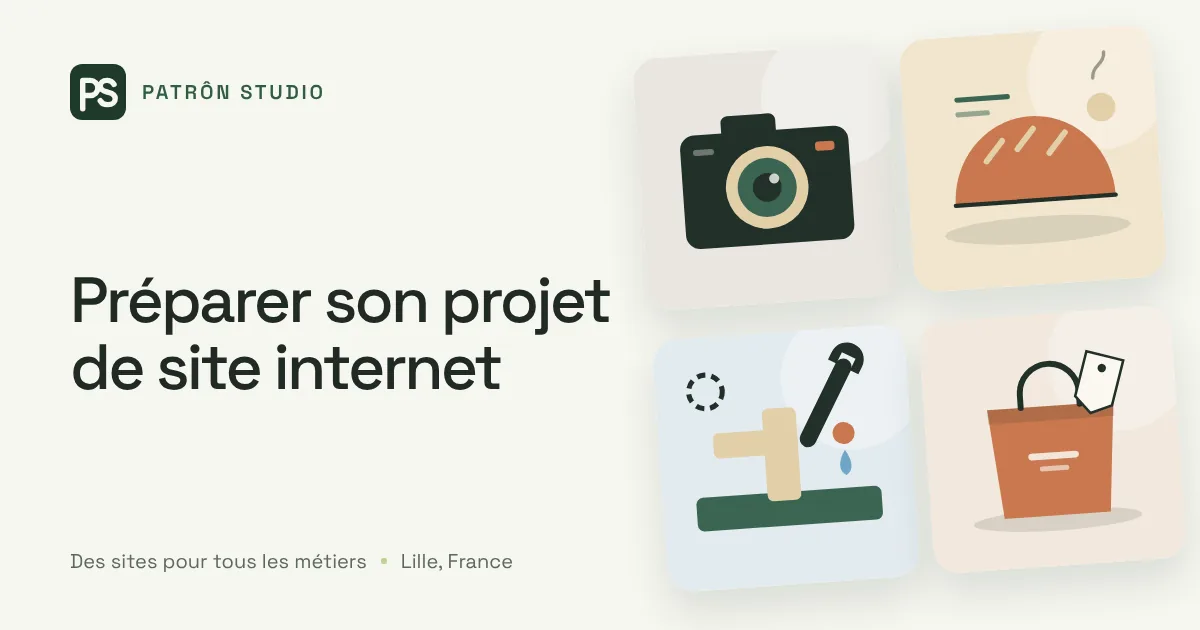 PS PATRÔN STUDIO
Préparer son projet
de site internet
Des sites pour tous les métiers • Lille, France